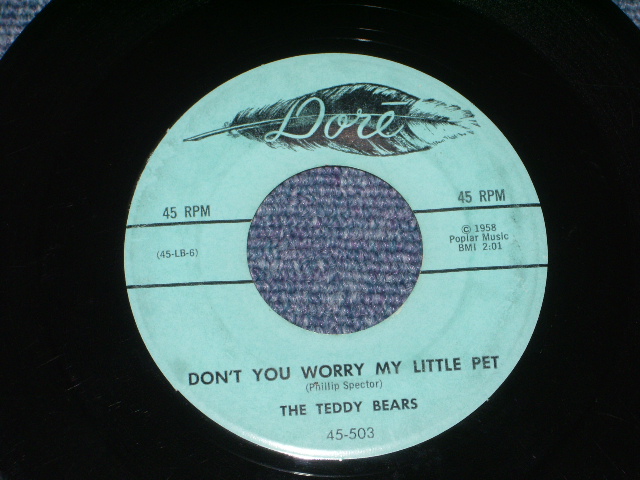 Doré
45 RPM
45 RPM
(45-LB-6)
© 1958
Poplar Music
BMI 2:01
DON'T YOU WORRY MY LITTLE PET
(Phillip Spector)
THE TEDDY BEARS
45-503